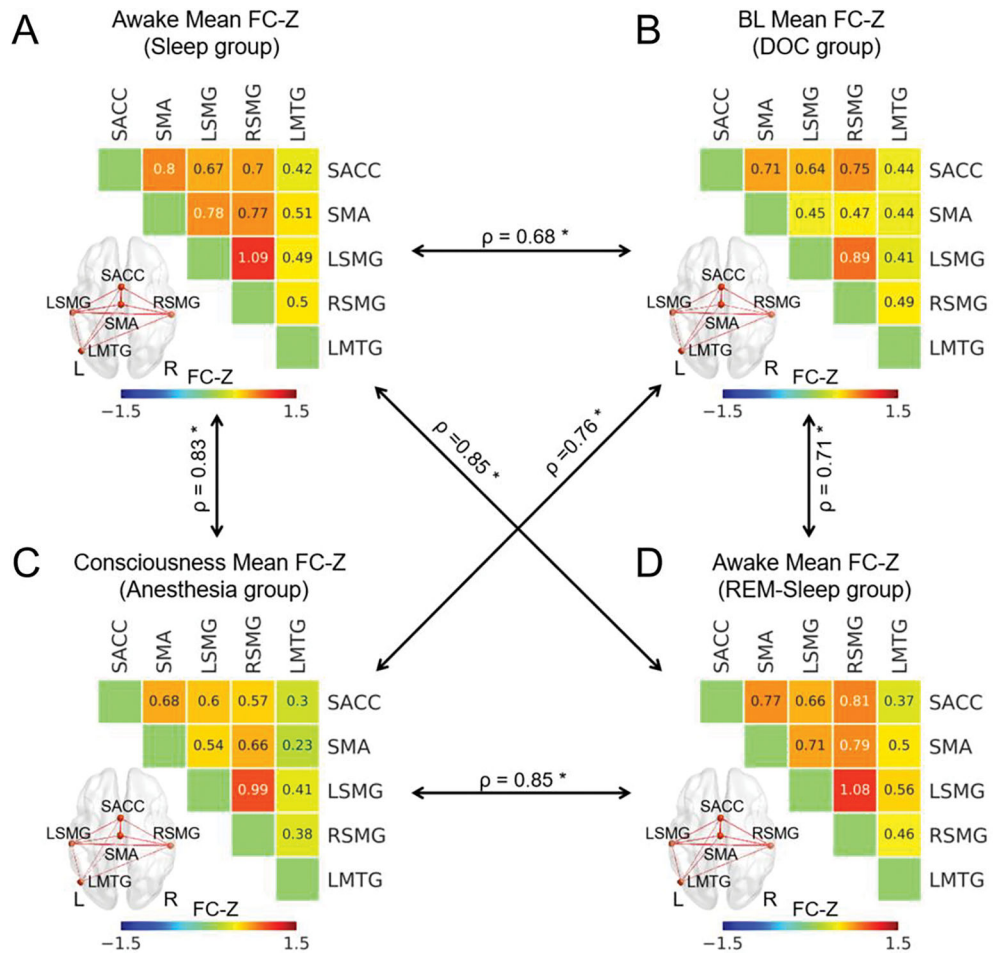 A
Awake Mean FC-Z
(Sleep group)
SACC
SMA
LSMG
RSMG
LMTG
0.8 0.67 0.7 0.42 SACC
0.78 0.77 0.51 SMA
1.09 0.49 LSMG
0.5 RSMG
LMTG
SACC
LSMG RSMG
SMA
LMTG
L R
FC-Z
−1.5 1.5
B
BL Mean FC-Z
(DOC group)
SACC
SMA
LSMG
RSMG
LMTG
0.71 0.64 0.75 0.44 SACC
0.45 0.47 0.44 SMA
0.89 0.41 LSMG
0.49 RSMG
LMTG
SACC
LSMG RSMG
SMA
LMTG
L R
FC-Z
−1.5 1.5
ρ = 0.68 *
ρ = 0.83 *
ρ =0.85 *
ρ =0.76 *
ρ = 0.71 *
C
Consciousness Mean FC-Z
(Anesthesia group)
SACC
SMA
LSMG
RSMG
LMTG
0.68 0.6 0.57 0.3 SACC
0.54 0.66 0.23 SMA
0.99 0.41 LSMG
0.38 RSMG
LMTG
SACC
LSMG RSMG
SMA
LMTG
L R
FC-Z
−1.5 1.5
ρ = 0.85 *
D
Awake Mean FC-Z
(REM-Sleep group)
SACC
SMA
LSMG
RSMG
LMTG
0.77 0.66 0.81 0.37 SACC
0.71 0.79 0.5 SMA
1.08 0.56 LSMG
0.46 RSMG
LMTG
SACC
LSMG RSMG
SMA
LMTG
L R
FC-Z
−1.5 1.5